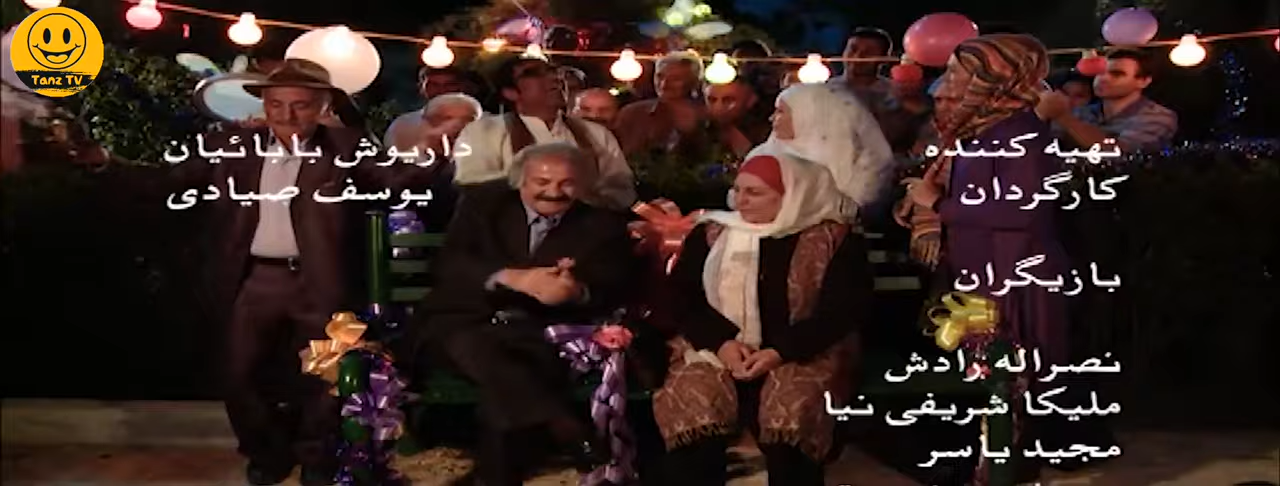 Tanz TV
تهیه کننده داریوش بابائیان
کارگردان یوسف صیادی
بازیگران
نصراله رادش
ملیکا شریفی نیا
مجید یاسر